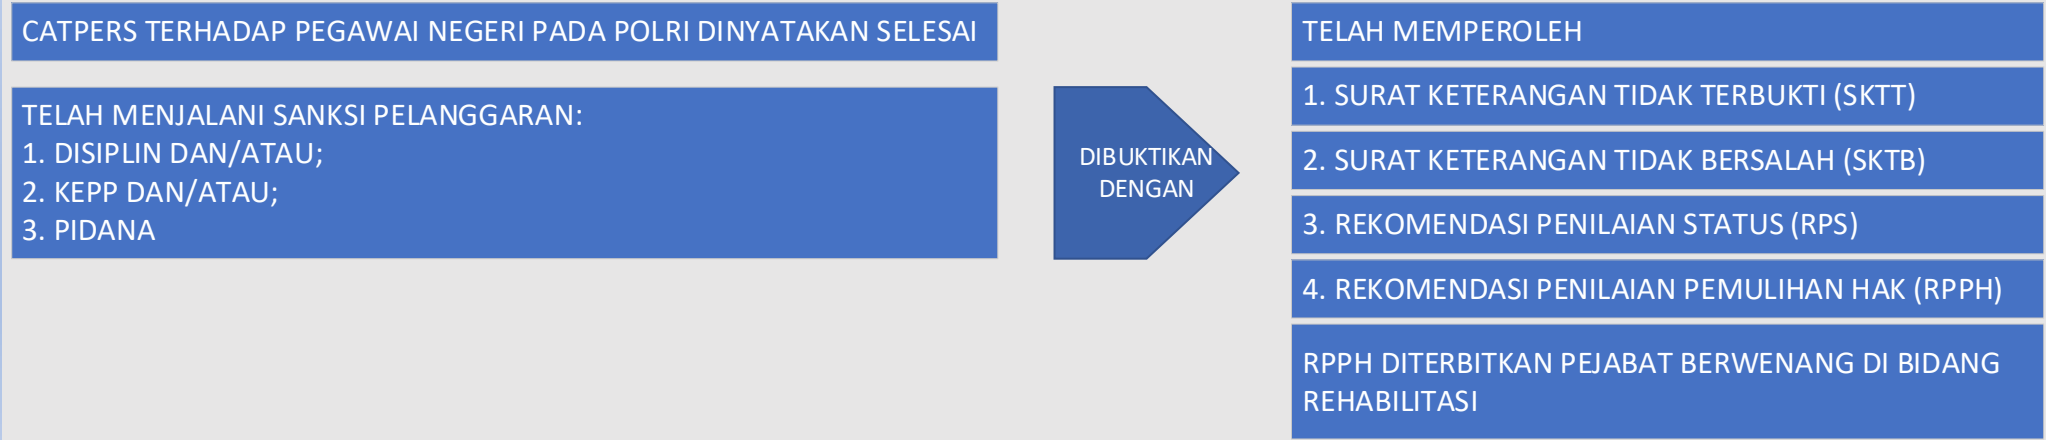 CATPERS TERHADAP PEGAWAI NEGERI PADA POLRI DINYATAKAN SELESAI
TELAH MENJALANI SANKSI PELANGGARAN:
1. DISIPLIN DAN/ATAU;
2. KEPP DAN/ATAU;
3. PIDANA
DIBUKTIKAN
DENGAN
TELAH MEMPEROLEH
1. SURAT KETERANGAN TIDAK TERBUKTI (SKTT)
2. SURAT KETERANGAN TIDAK BERSALAH (SKTB)
3. REKOMENDASI PENILAIAN STATUS (RPS)
4. REKOMENDASI PENILAIAN PEMULIHAN HAK (RPPH)
RPPH DITERBITKAN PEJABAT BERWENANG DI BIDANG
REHABILITASI